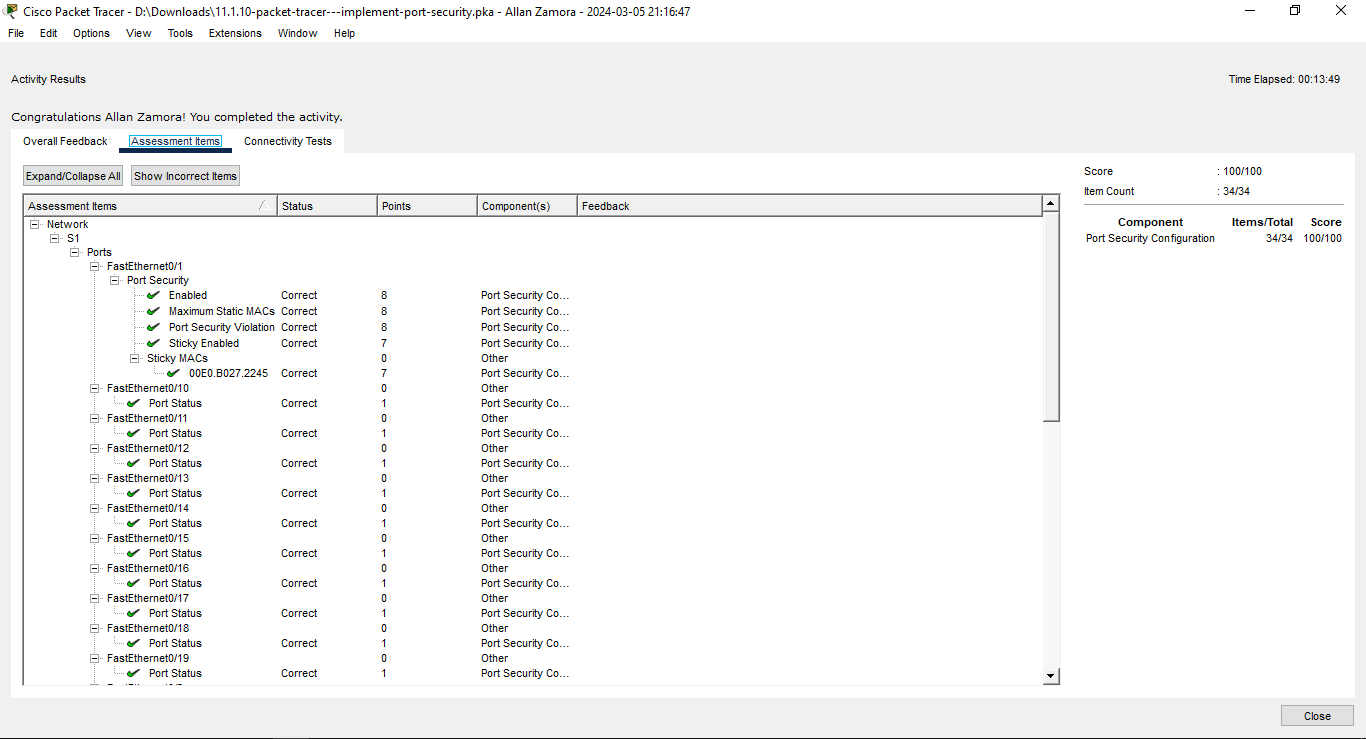 Cisco Packet Tracer - D:\Downloads\11.1.10-packet-tracer---implement-port-security.pka - Allan Zamora - 2024-03-05 21:16:47
File Edit Options View Tools Extensions Window Help
Activity Results Time Elapsed: 00:13:49
Congratulations Allan Zamora! You completed the activity.
Overall Feedback Assessment Items Connectivity Tests
Expand/Collapse All Show Incorrect Items
Score : 100/100
Item Count : 34/34
Component Items/Total Score
Port Security Configuration 34/34 100/100
Assessment Items Status Points Component(s) Feedback
Network
S1
Ports
FastEthernet0/1
Port Security
Enabled Correct 8 Port Security Co...
Maximum Static MACs Correct 8 Port Security Co...
Port Security Violation Correct 8 Port Security Co...
Sticky Enabled Correct 7 Port Security Co...
Sticky MACs 0 Other
00E0.B027.2245 Correct 7 Port Security Co...
FastEthernet0/10 0 Other
Port Status Correct 1 Port Security Co...
FastEthernet0/11 0 Other
Port Status Correct 1 Port Security Co...
FastEthernet0/12 0 Other
Port Status Correct 1 Port Security Co...
FastEthernet0/13 0 Other
Port Status Correct 1 Port Security Co...
FastEthernet0/14 0 Other
Port Status Correct 1 Port Security Co...
FastEthernet0/15 0 Other
Port Status Correct 1 Port Security Co...
FastEthernet0/16 0 Other
Port Status Correct 1 Port Security Co...
FastEthernet0/17 0 Other
Port Status Correct 1 Port Security Co...
FastEthernet0/18 0 Other
Port Status Correct 1 Port Security Co...
FastEthernet0/19 0 Other
Port Status Correct 1 Port Security Co...
Close